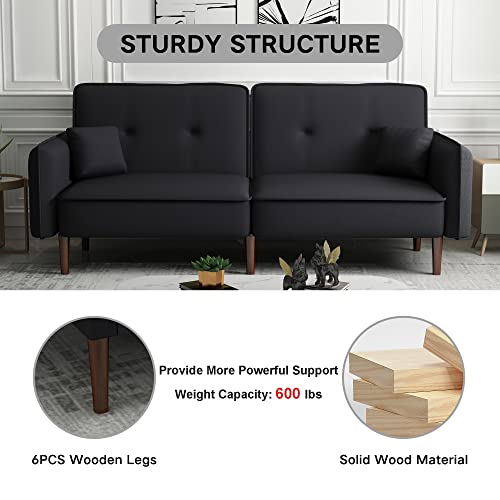 STURDY STRUCTURE
Provide More Powerful Support
Weight Capacity: 600 lbs
6PCS Wooden Legs
Solid Wood Material